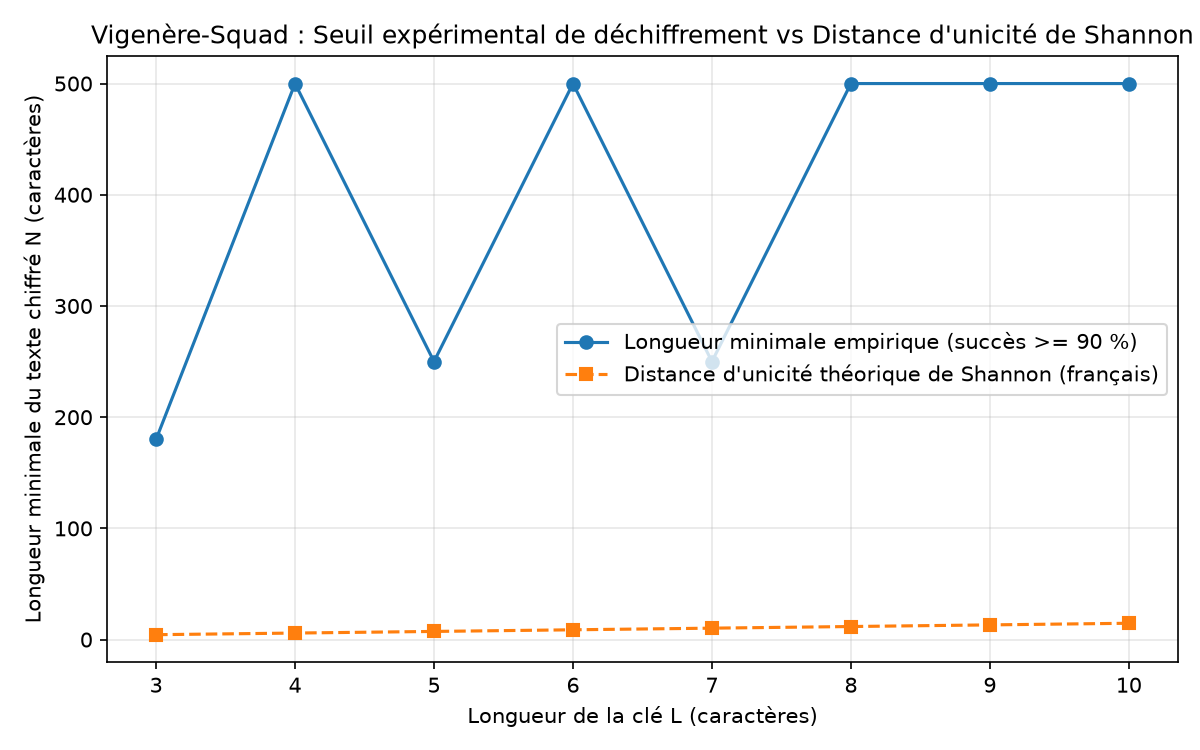 Vigenère-Squad : Seuil expérimental de déchiffrement vs Distance d'unicité de Shannon
Longueur minimale du texte chiffré N (caractères)
500
400
300
200
100
0
Longueur minimale empirique (succès >= 90 %)
Distance d'unicité théorique de Shannon (français)
3 4 5 6 7 8 9 10
Longueur de la clé L (caractères)